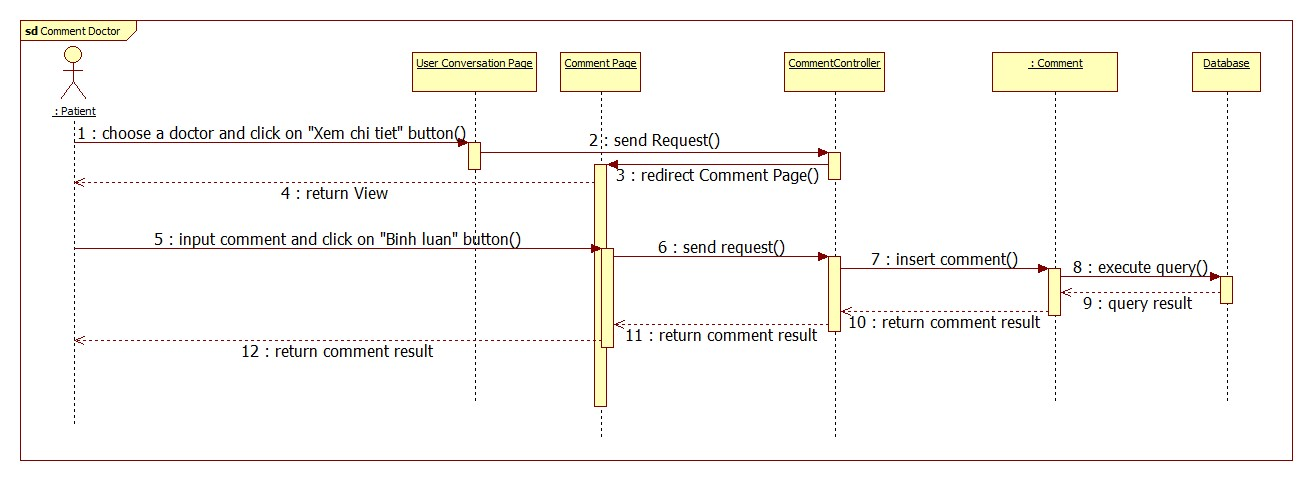 sd Comment Doctor
: Patient
User Conversation Page
Comment Page
CommentController
: Comment
Database
1 : choose a doctor and click on "Xem chi tiet" button()
2 : send Request()
3 : redirect Comment Page()
4 : return View
5 : input comment and click on "Binh luan" button()
6 : send request()
7 : insert comment()
8 : execute query()
9 : query result
10 : return comment result
11 : return comment result
12 : return comment result